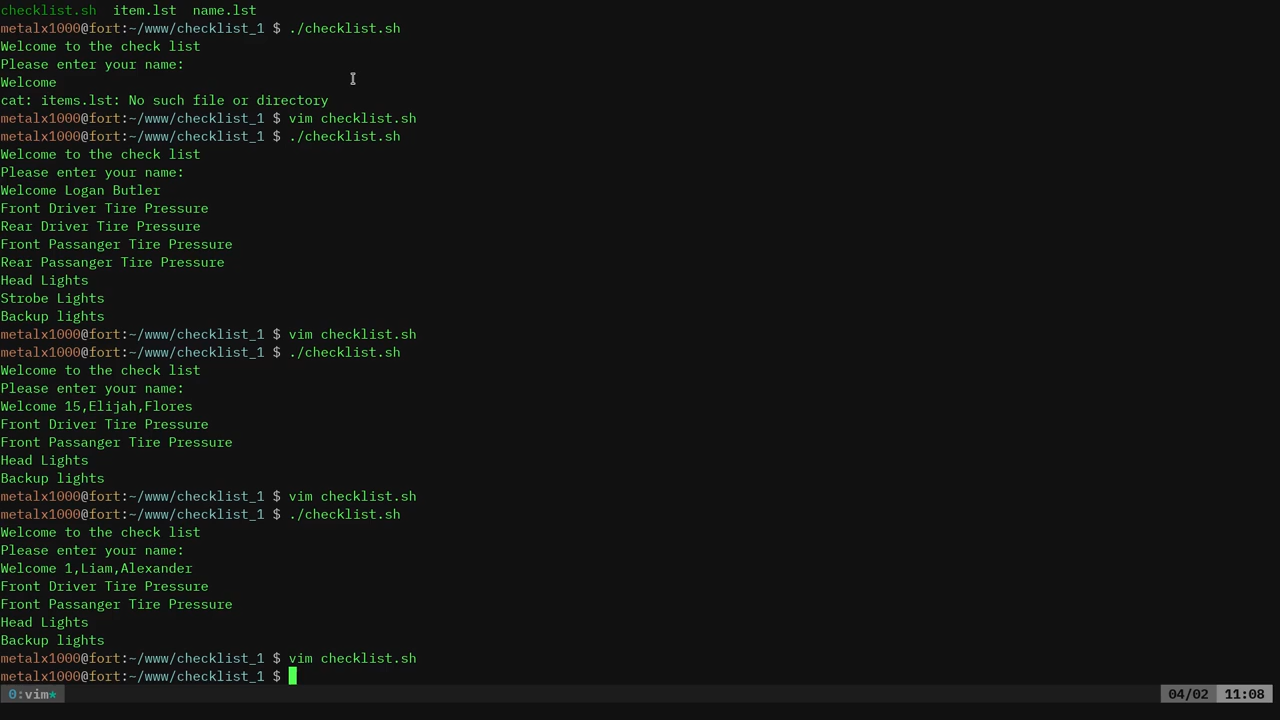 checklist.sh  item.lst  name.lst
metalx1000@fort:~/www/checklist_1 $ ./checklist.sh
Welcome to the check list
Please enter your name:
Welcome
cat: items.lst: No such file or directory
metalx1000@fort:~/www/checklist_1 $ vim checklist.sh
metalx1000@fort:~/www/checklist_1 $ ./checklist.sh
Welcome to the check list
Please enter your name:
Welcome Logan Butler
Front Driver Tire Pressure
Rear Driver Tire Pressure
Front Passanger Tire Pressure
Rear Passanger Tire Pressure
Head Lights
Strobe Lights
Backup lights
metalx1000@fort:~/www/checklist_1 $ vim checklist.sh
metalx1000@fort:~/www/checklist_1 $ ./checklist.sh
Welcome to the check list
Please enter your name:
Welcome 15,Elijah,Flores
Front Driver Tire Pressure
Front Passanger Tire Pressure
Head Lights
Backup lights
metalx1000@fort:~/www/checklist_1 $ vim checklist.sh
metalx1000@fort:~/www/checklist_1 $ ./checklist.sh
Welcome to the check list
Please enter your name:
Welcome 1,Liam,Alexander
Front Driver Tire Pressure
Front Passanger Tire Pressure
Head Lights
Backup lights
metalx1000@fort:~/www/checklist_1 $ vim checklist.sh
metalx1000@fort:~/www/checklist_1 $
0:vim* 04/02 11:08